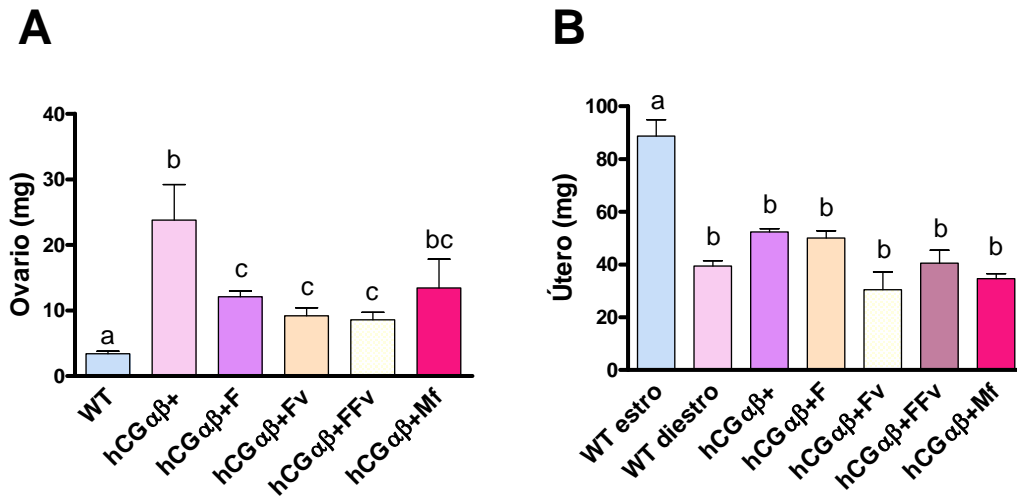 A
Ovario (mg)
40
30
20
10
0
a
b
c
c
c
bc
WT
hCGαβ+
hCGαβ+F
hCGαβ+Fv
hCGαβ+FFv
hCGαβ+Mf
B
Útero (mg)
100
80
60
40
20
0
a
b
b
b
b
b
b
WT estro
WT diestro
hCGαβ+
hCGαβ+F
hCGαβ+Fv
hCGαβ+FFv
hCGαβ+Mf